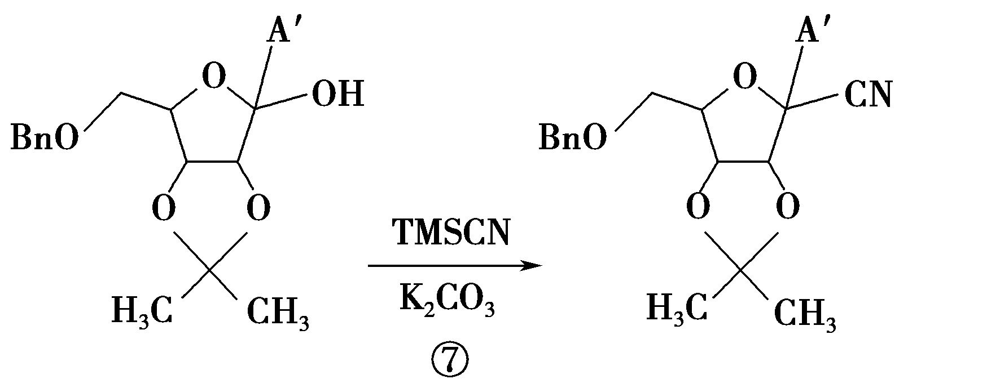 A′ A′
O OH O CN
BnO BnO
O O O O
TMSCN
K₂CO₃
H₃C CH₃ H₃C CH₃
⑦